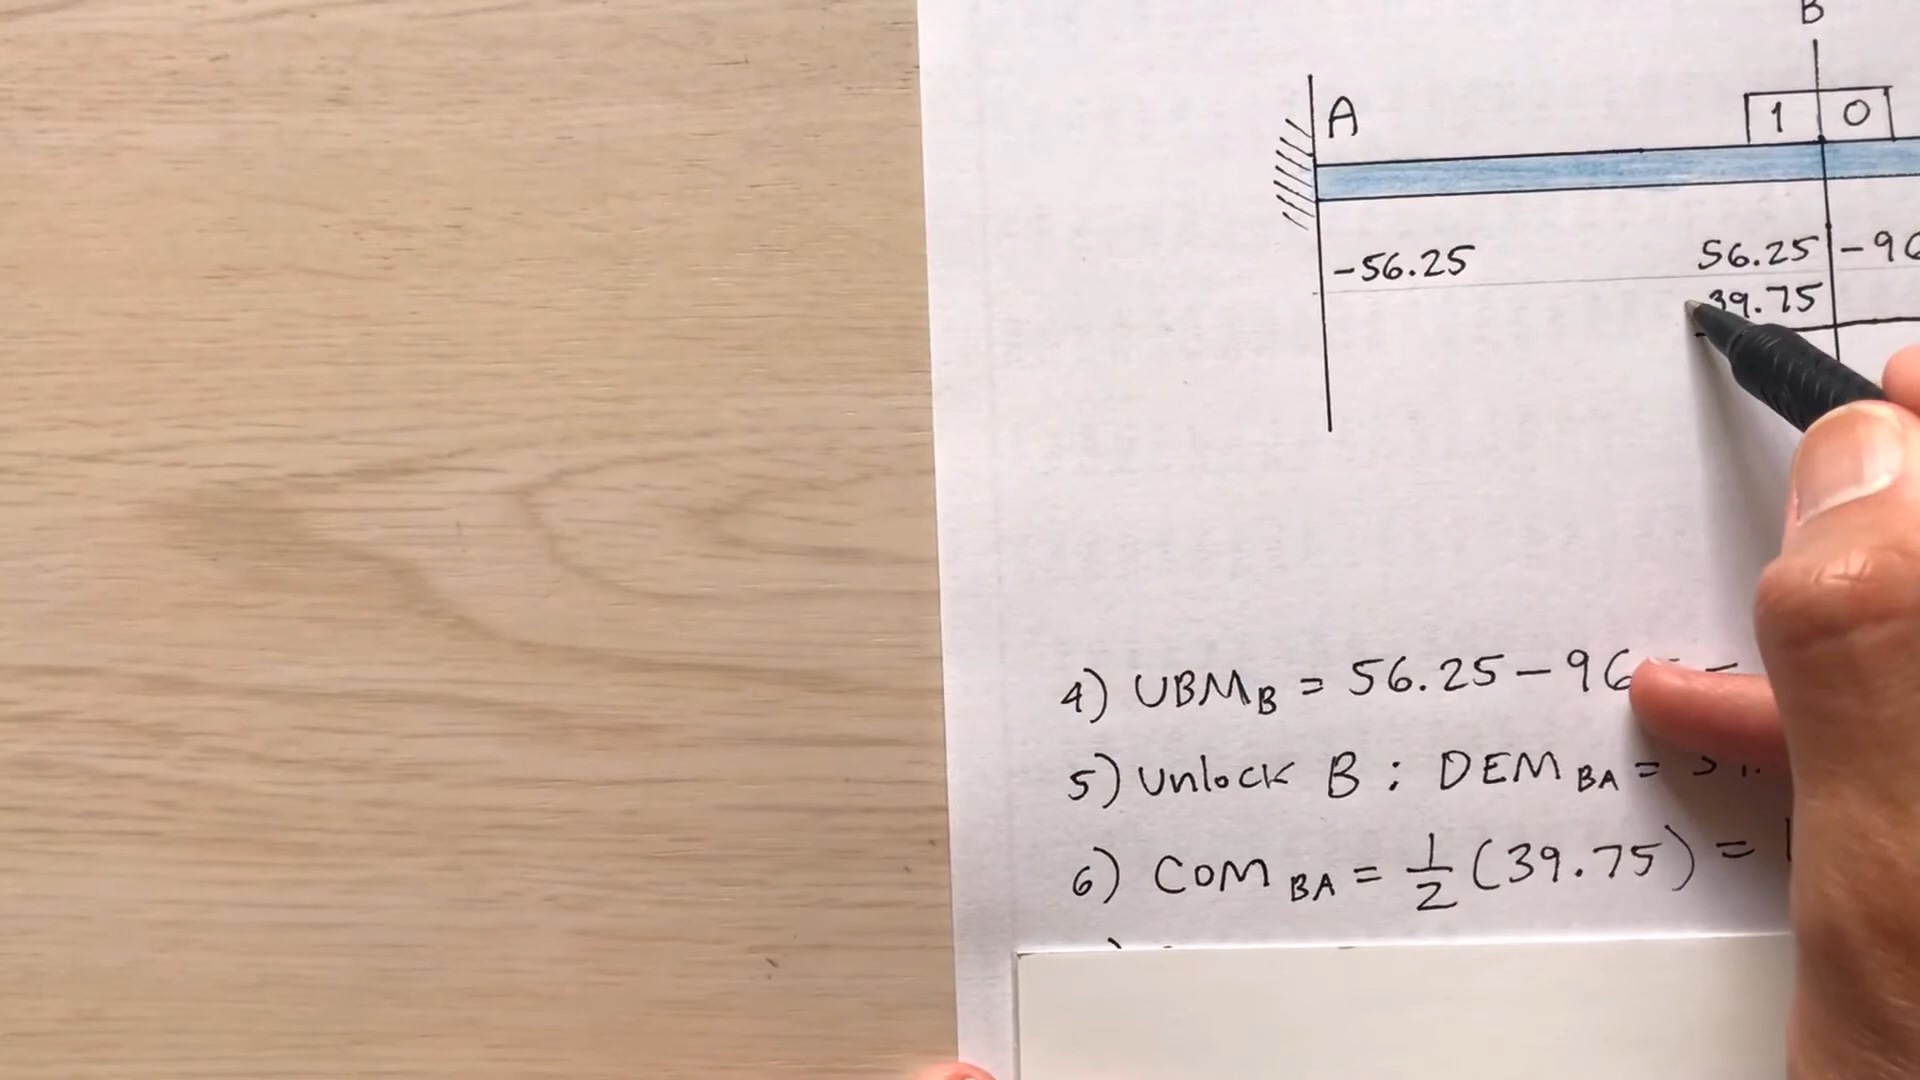 B
A
1 0
-56.25 56.25 -96
39.75
4) UBM_B = 56.25 - 96
5) Unlock B ; DEM_BA =
6) COM_BA = 1/2 (39.75) =